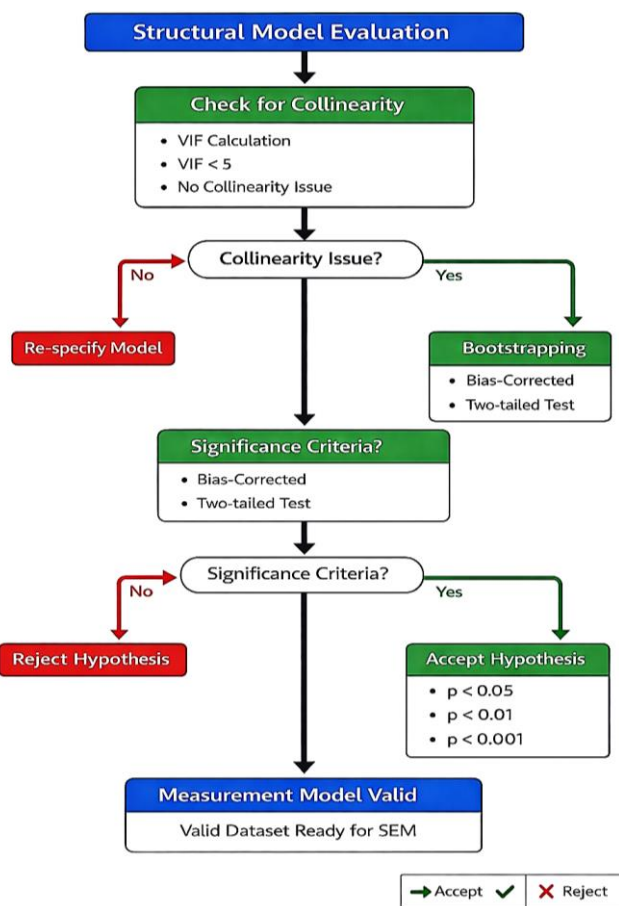 Structural Model Evaluation
Check for Collinearity
• VIF Calculation
• VIF < 5
• No Collinearity Issue
Collinearity Issue?
No
Yes
Re-specify Model
Bootstrapping
• Bias-Corrected
• Two-tailed Test
Significance Criteria?
• Bias-Corrected
• Two-tailed Test
Significance Criteria?
No
Yes
Reject Hypothesis
Accept Hypothesis
• p < 0.05
• p < 0.01
• p < 0.001
Measurement Model Valid
Valid Dataset Ready for SEM
Accept
Reject